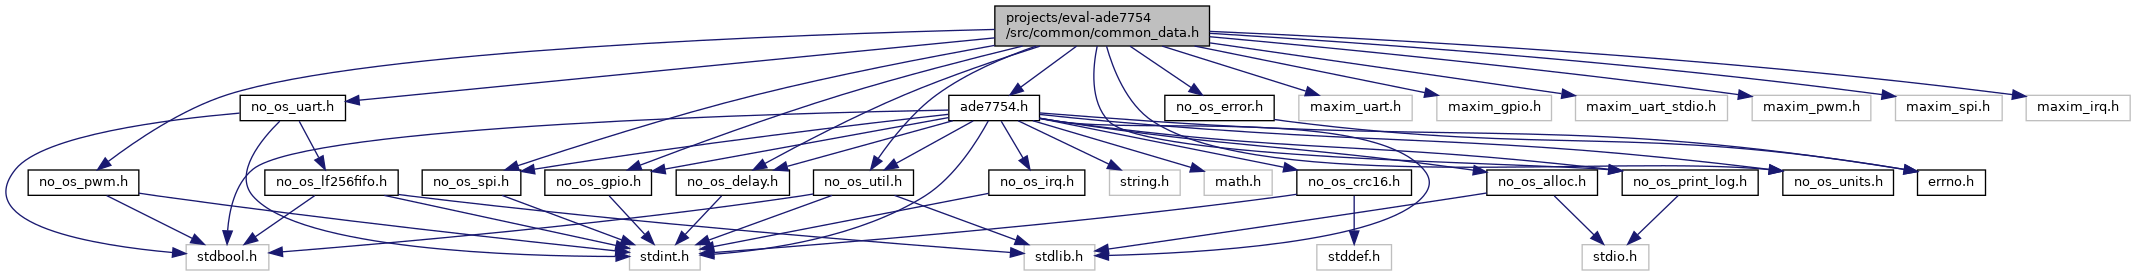 projects/eval-ade7754
/src/common/common_data.h
no_os_uart.h
ade7754.h
no_os_error.h
maxim_uart.h
maxim_gpio.h
maxim_uart_stdio.h
maxim_pwm.h
maxim_spi.h
maxim_irq.h
no_os_pwm.h
no_os_lf256fifo.h
no_os_spi.h
no_os_gpio.h
no_os_delay.h
no_os_util.h
no_os_irq.h
string.h
math.h
no_os_crc16.h
no_os_alloc.h
no_os_print_log.h
no_os_units.h
errno.h
stdbool.h
stdint.h
stdlib.h
stddef.h
stdio.h